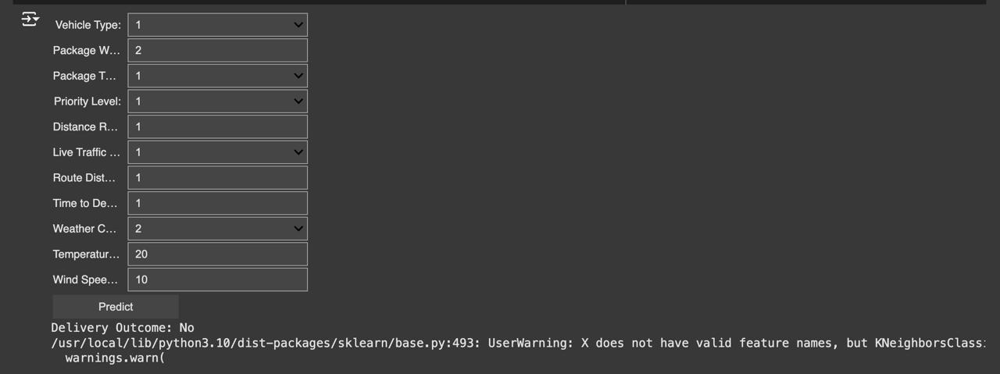 Vehicle Type: 1
Package W... 2
Package T... 1
Priority Level: 1
Distance R... 1
Live Traffic ... 1
Route Dist... 1
Time to De... 1
Weather C... 2
Temperatur... 20
Wind Spee... 10
Predict
Delivery Outcome: No
/usr/local/lib/python3.10/dist-packages/sklearn/base.py:493: UserWarning: X does not have valid feature names, but KNeighborsClassi
warnings.warn(